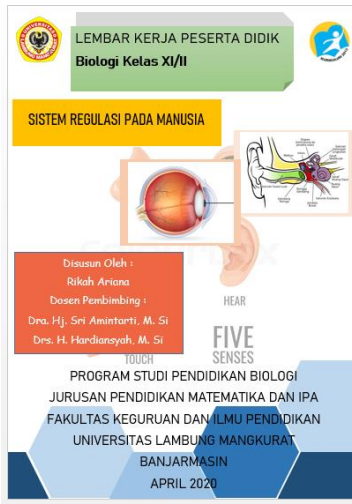 LEMBAR KERJA PESERTA DIDIK
Biologi Kelas XI/II
SISTEM REGULASI PADA MANUSIA
Disusun Oleh :
Rikah Ariana
Dosen Pembimbing :
Dra. Hj. Sri Amintarti, M. Si
Drs. H. Hardiansyah, M. Si
HEAR
FIVE
SENSES
TOUCH
PROGRAM STUDI PENDIDIKAN BIOLOGI
JURUSAN PENDIDIKAN MATEMATIKA DAN IPA
FAKULTAS KEGURUAN DAN ILMU PENDIDIKAN
UNIVERSITAS LAMBUNG MANGKURAT
BANJARMASIN
APRIL 2020